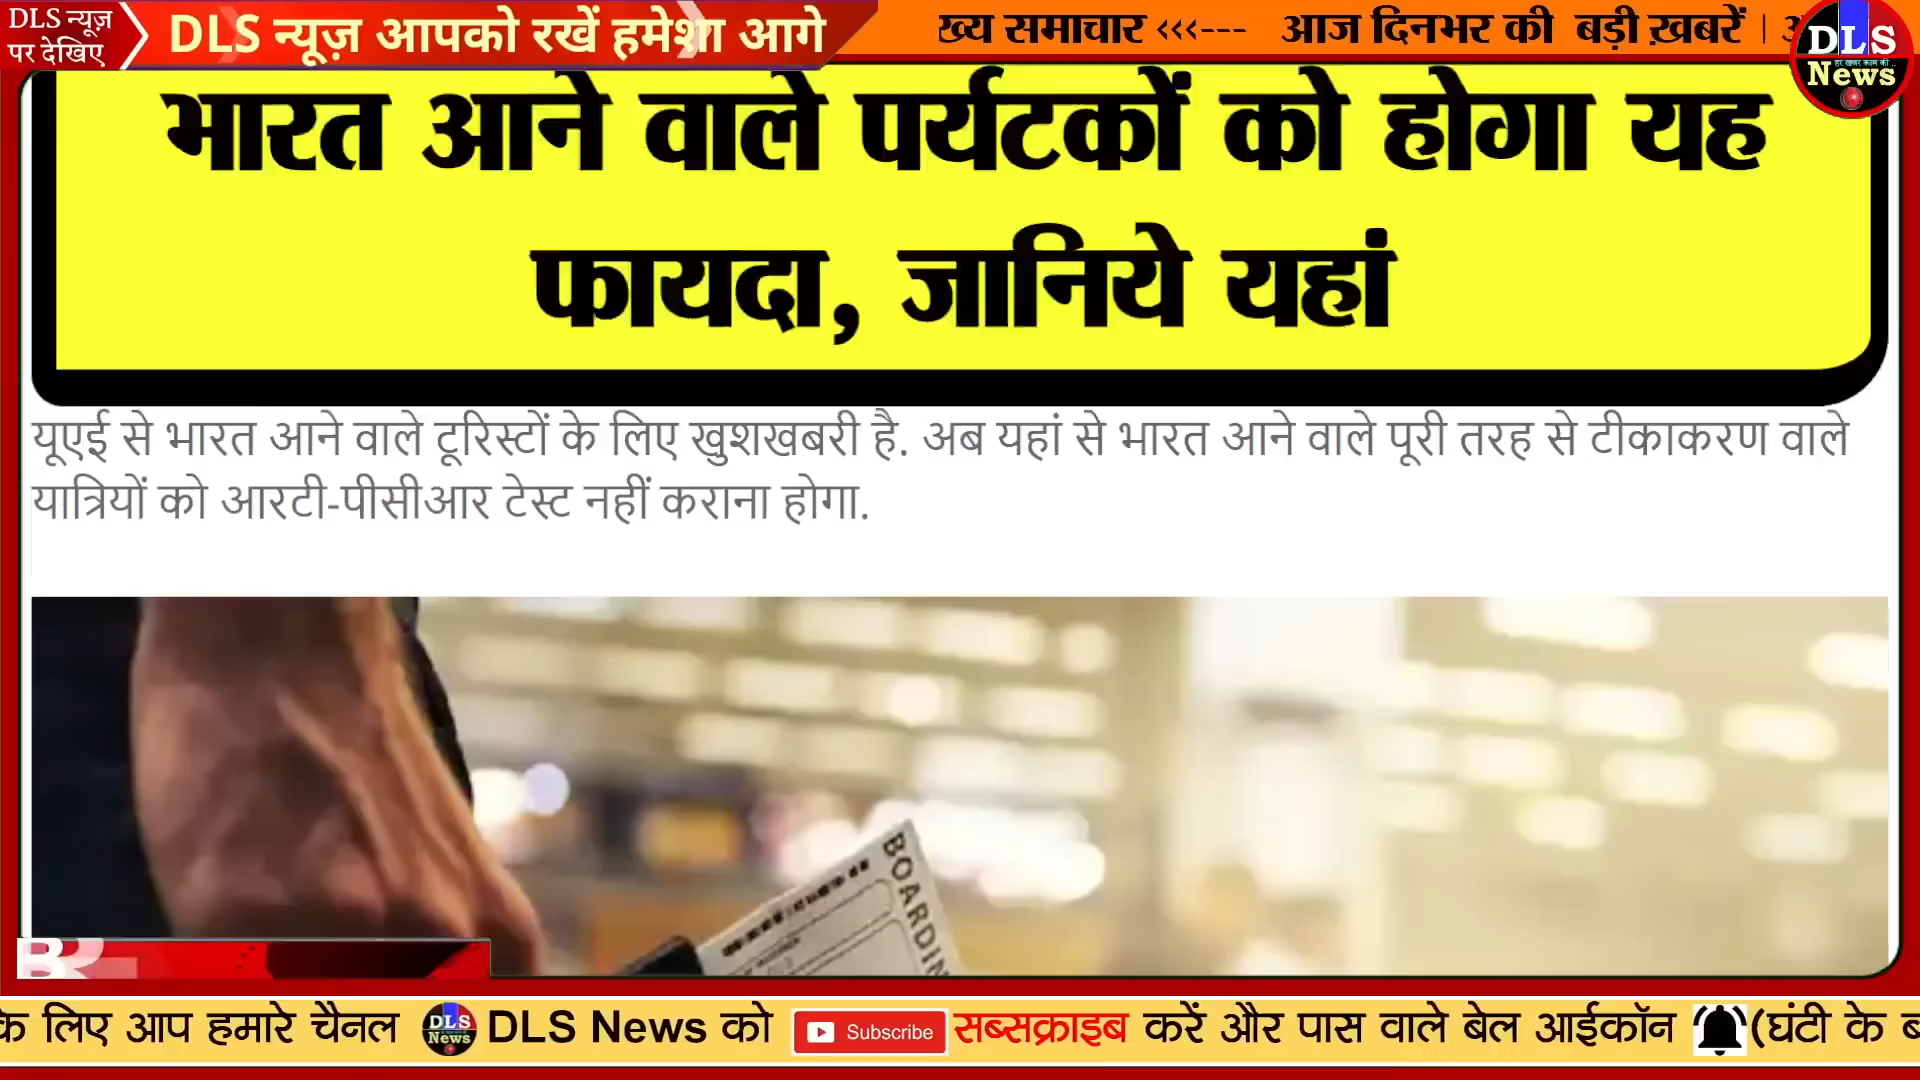 DLS न्यूज़
पर देखिए
DLS न्यूज़ आपको रखें हमेशा आगे
ख्य समाचार ‹‹‹--- आज दिनभर की बड़ी ख़बरें |
DLS
News
भारत आने वाले पर्यटकों को होगा यह
फायदा, जानिये यहां
यूएई से भारत आने वाले टूरिस्टों के लिए खुशखबरी है. अब यहां से भारत आने वाले पूरी तरह से टीकाकरण वाले
यात्रियों को आरटी-पीसीआर टेस्ट नहीं कराना होगा.
BOARDIN
के लिए आप हमारे चैनल DLS News DLS News को Subscribe सब्सक्राइब करें और पास वाले बेल आईकॉन (घंटी के ब